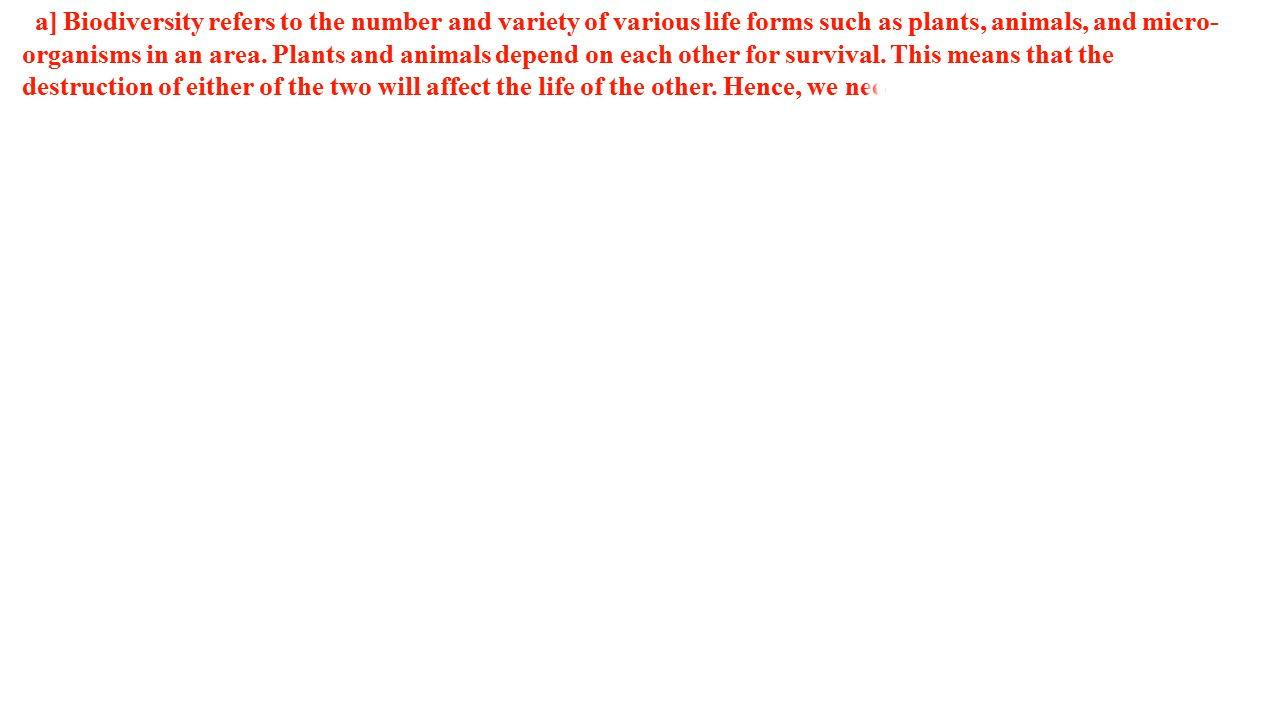 a] Biodiversity refers to the number and variety of various life forms such as plants, animals, and micro-
organisms in an area. Plants and animals depend on each other for survival. This means that the
destruction of either of the two will affect the life of the other. Hence, we